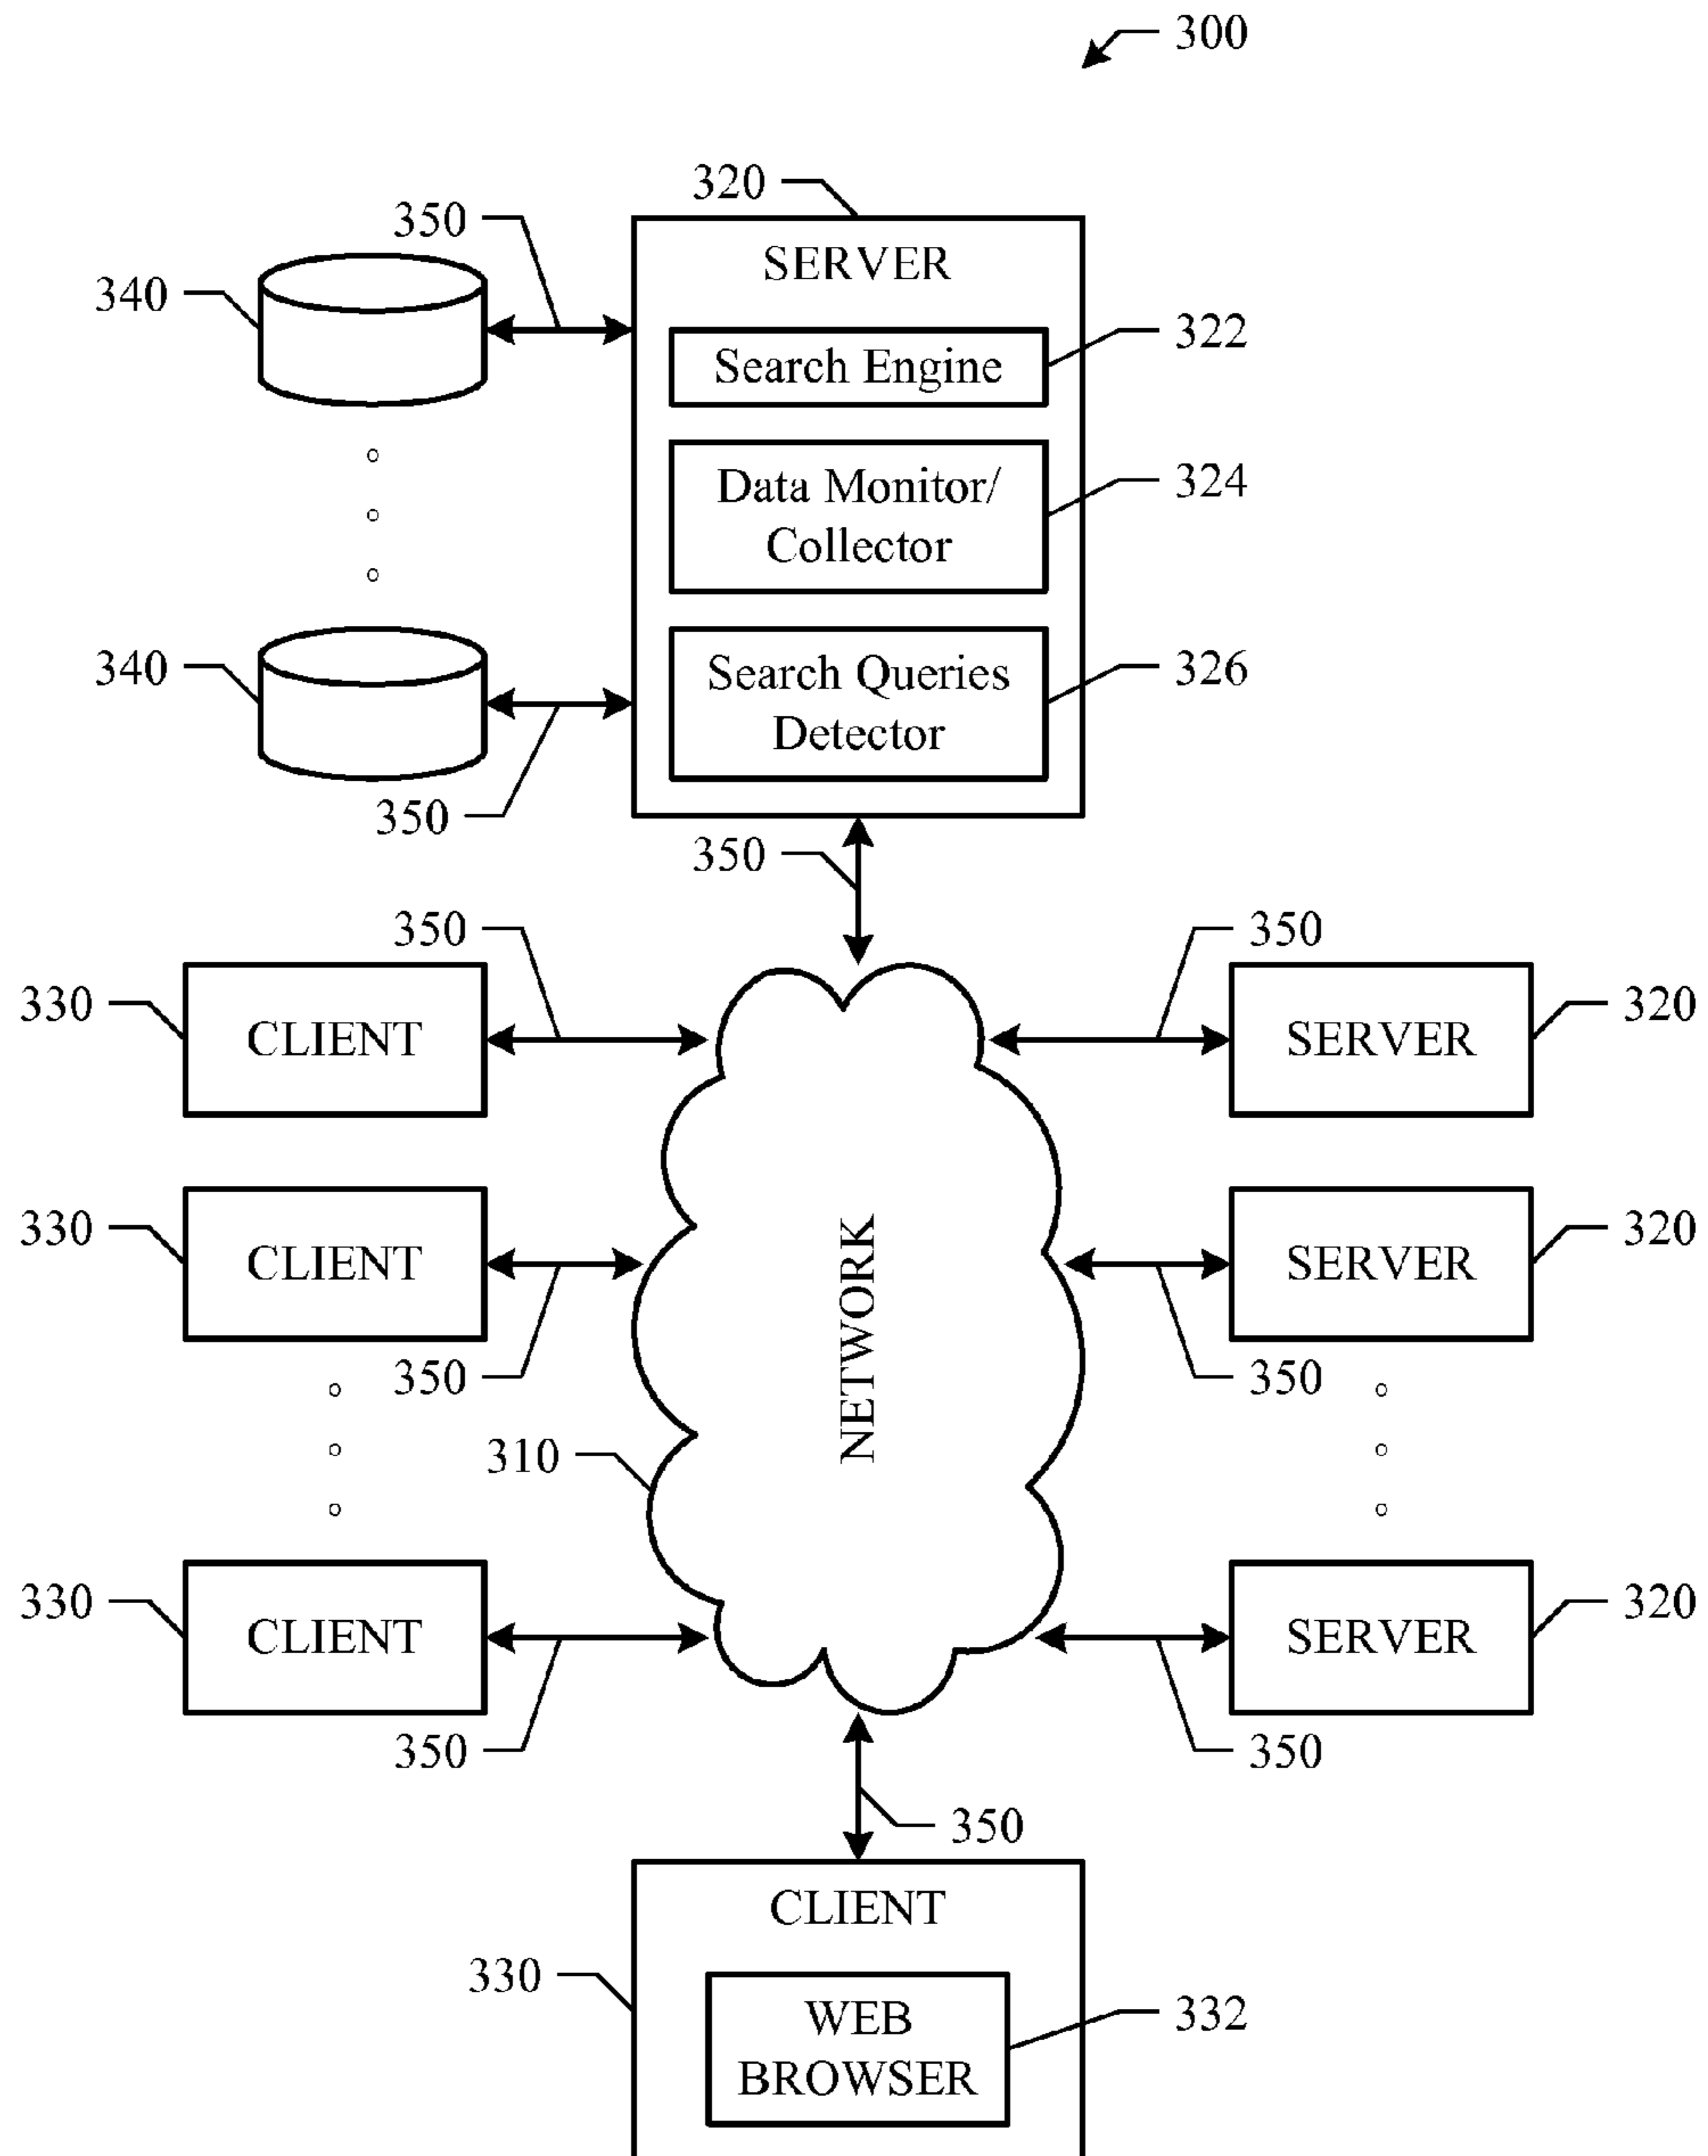 300
320
350
SERVER
340
322
Search Engine
324
Data Monitor/
Collector
340
326
Search Queries
Detector
350
350
350
350
330
CLIENT
SERVER
320
330
CLIENT
SERVER
320
NETWORK
350
350
310
330
CLIENT
SERVER
320
350
350
350
CLIENT
330
332
WEB
BROWSER